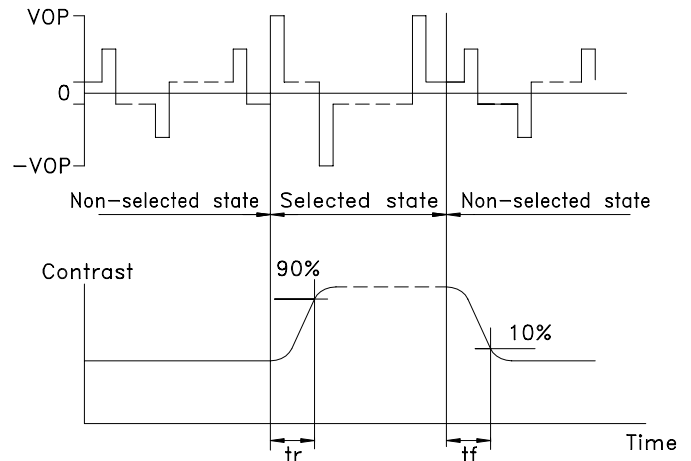 VOP
0
-VOP
Non-selected state Selected state Non-selected state
Contrast
90%
10%
Time
tr tf